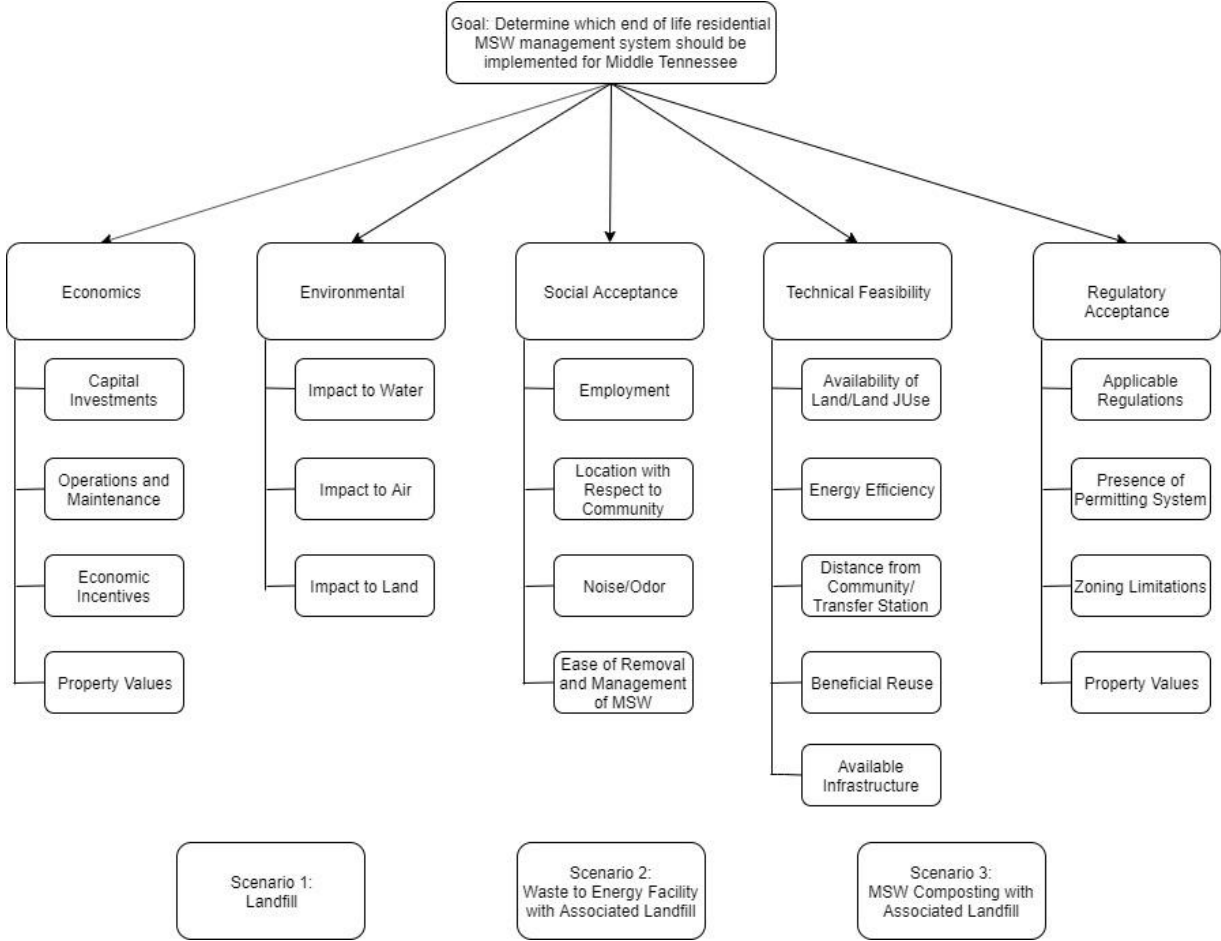 Goal: Determine which end of life residential
MSW management system should be
implemented for Middle Tennessee
Economics
Environmental
Social Acceptance
Technical Feasibility
Regulatory
Acceptance
Capital
Investments
Impact to Water
Employment
Availability of
Land/Land JUse
Applicable
Regulations
Operations and
Maintenance
Impact to Air
Location with
Respect to
Community
Energy Efficiency
Presence of
Permitting System
Economic
Incentives
Impact to Land
Noise/Odor
Distance from
Community/
Transfer Station
Zoning Limitations
Property Values
Ease of Removal
and Management
of MSW
Beneficial Reuse
Property Values
Available
Infrastructure
Scenario 1:
Landfill
Scenario 2:
Waste to Energy Facility
with Associated Landfill
Scenario 3:
MSW Composting with
Associated Landfill